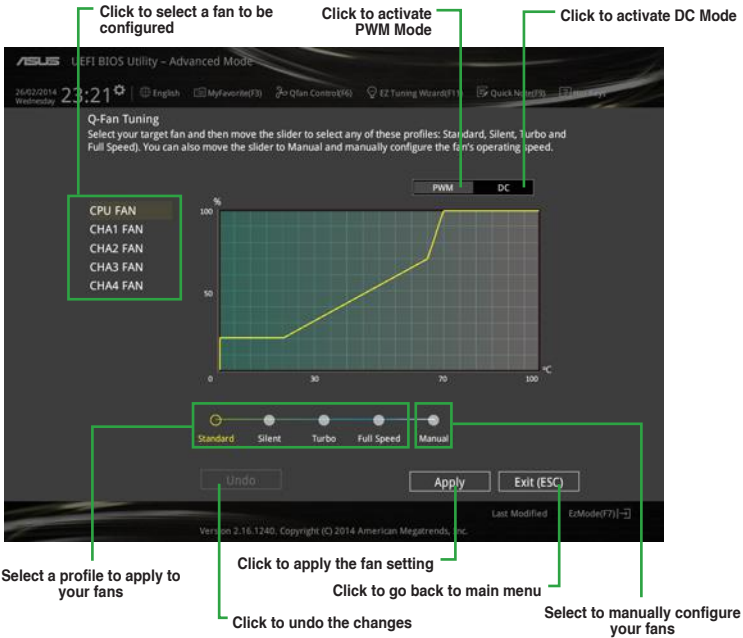 Click to select a fan to be
configured
Click to activate
PWM Mode
Click to activate DC Mode
ASUS UEFI BIOS Utility – Advanced Mode
26/02/2014
Wednesday
23:21
English MyFavorite(F3) Qfan Control(F6) EZ Tuning Wizard(F11) Quick Note(F9)
Q-Fan Tuning
Select your target fan and then move the slider to select any of these profiles: Standard, Silent, Turbo and
Full Speed). You can also move the slider to Manual and manually configure the fan's operating speed.
PWM DC
CPU FAN
CHA1 FAN
CHA2 FAN
CHA3 FAN
CHA4 FAN
%
100
50
°C
0 30 70 100
Standard Silent Turbo Full Speed Manual
Undo Apply Exit (ESC)
Last Modified EzMode(F7)
Version 2.16.1240. Copyright (C) 2014 American Megatrends, Inc.
Click to apply the fan setting
Select a profile to apply to
your fans
Click to go back to main menu
Click to undo the changes
Select to manually configure
your fans